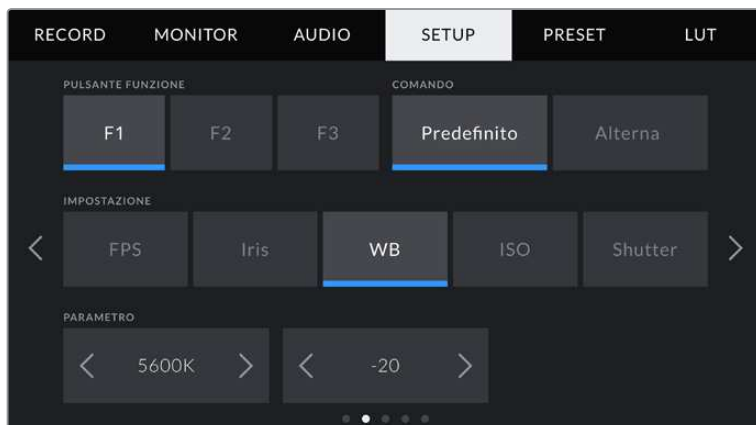 RECORD MONITOR AUDIO SETUP PRESET LUT
PULSANTE FUNZIONE COMANDO
F1 F2 F3 Predefinito Alterna
IMPOSTAZIONE
FPS Iris WB ISO Shutter
PARAMETRO
5600K -20